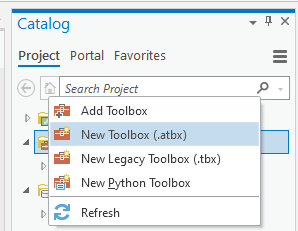 Catalog
Project Portal Favorites
Search Project
Add Toolbox
New Toolbox (.atbx)
New Legacy Toolbox (.tbx)
New Python Toolbox
Refresh